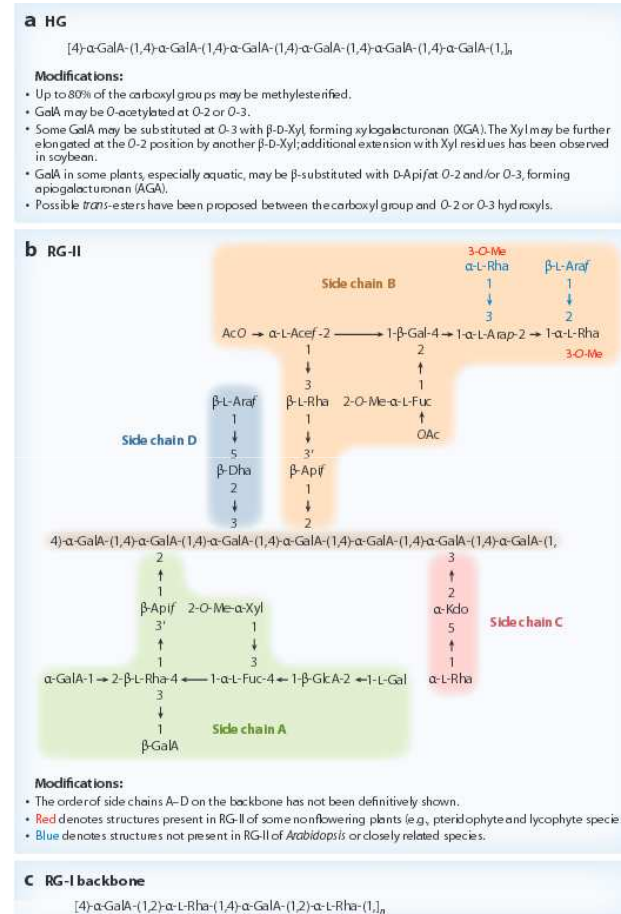 a HG
[4)-α-GalA-(1,4)-α-GalA-(1,4)-α-GalA-(1,4)-α-GalA-(1,4)-α-GalA-(1,4)-α-GalA-(1,]n
Modifications:
• Up to 80% of the carboxyl groups may be methylesterified.
• GalA may be O-acetylated at O-2 or O-3.
• Some GalA may be substituted at O-3 with β-D-Xyl, forming xylogalacturonan (XGA). The Xyl may be further
elongated at the O-2 position by another β-D-Xyl; additional extension with Xyl residues has been observed
in soybean.
• GalA in some plants, especially aquatic, may be β-substituted with D-Apif at O-2 and/or O-3, forming
apiogalacturonan (AGA).
• Possible trans-esters have been proposed between the carboxyl group and O-2 or O-3 hydroxyls.
b RG-II
3-O-Me
Side chain B α-L-Rha β-L-Araf
1 1
↓ ↓
3 2
AcO → α-L-Acef-2 → 1-β-Gal-4 → 1-α-L-Arap-2 → 1-α-L-Rha
1 2 3-O-Me
↓ ↑
3 1
β-L-Araf β-L-Rha 2-O-Me-α-L-Fuc
1 1 ↑
Side chain D ↓ ↓ OAc
5 3'
β-Dha β-Apif
2 1
↓ ↓
3 2
4)-α-GalA-(1,4)-α-GalA-(1,4)-α-GalA-(1,4)-α-GalA-(1,4)-α-GalA-(1,4)-α-GalA-(1,4)-α-GalA-(1,
2 3
↑ ↑
1 2
β-Apif 2-O-Me-α-Xyl α-Kdo
3' 1 5 Side chain C
↑ ↓ ↑
1 3 1
α-GalA-1 → 2-β-L-Rha-4 ← 1-α-L-Fuc-4 ← 1-β-GlcA-2 ← 1-L-Gal α-L-Rha
3
↓
1 Side chain A
β-GalA
Modifications:
• The order of side chains A–D on the backbone has not been definitively shown.
• Red denotes structures present in RG-II of some nonflowering plants (e.g., pteridophyte and lycophyte specie
• Blue denotes structures not present in RG-II of Arabidopsis or closely related species.
c RG-I backbone
[4)-α-GalA-(1,2)-α-L-Rha-(1,4)-α-GalA-(1,2)-α-L-Rha-(1,]n